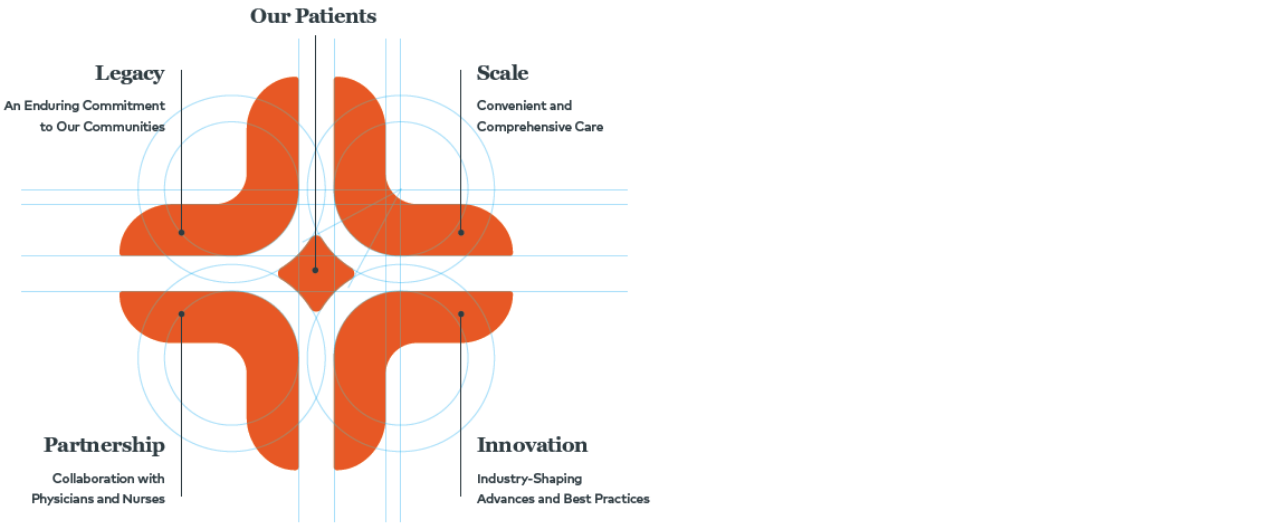 Our Patients
Legacy
An Enduring Commitment
to Our Communities
Scale
Convenient and
Comprehensive Care
Partnership
Collaboration with
Physicians and Nurses
Innovation
Industry-Shaping
Advances and Best Practices